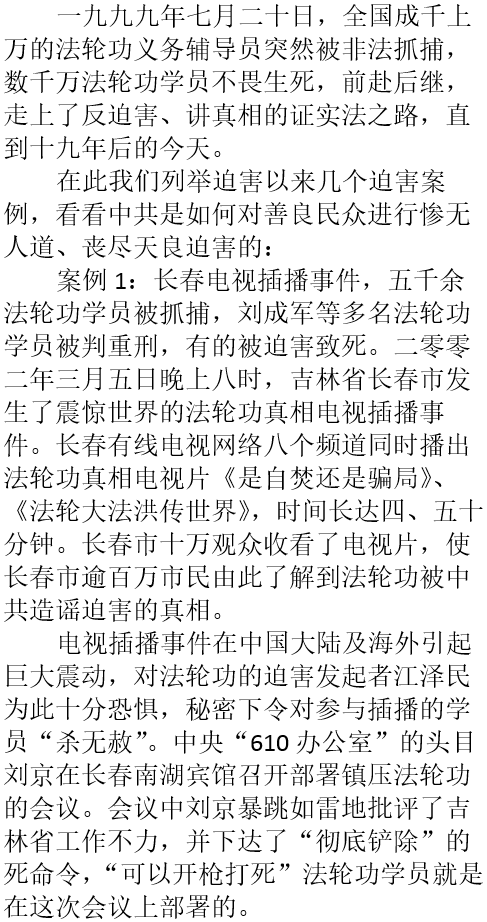 一九九九年七月二十日，全国成千上
万的法轮功义务辅导员突然被非法抓捕，
数千万法轮功学员不畏生死，前赴后继，
走上了反迫害、讲真相的证实法之路，直
到十九年后的今天。
在此我们列举迫害以来几个迫害案
例，看看中共是如何对善良民众进行惨无
人道、丧尽天良迫害的：
案例 1：长春电视插播事件，五千余
法轮功学员被抓捕，刘成军等多名法轮功
学员被判重刑，有的被迫害致死。二零零
二年三月五日晚上八时，吉林省长春市发
生了震惊世界的法轮功真相电视插播事
件。长春有线电视网络八个频道同时播出
法轮功真相电视片《是自焚还是骗局》、
《法轮大法洪传世界》，时间长达四、五十
分钟。长春市十万观众收看了电视片，使
长春市逾百万市民由此了解到法轮功被中
共造谣迫害的真相。
电视插播事件在中国大陆及海外引起
巨大震动，对法轮功的迫害发起者江泽民
为此十分恐惧，秘密下令对参与插播的学
员“杀无赦”。中央“610 办公室”的头目
刘京在长春南湖宾馆召开部署镇压法轮功
的会议。会议中刘京暴跳如雷地批评了吉
林省工作不力，并下达了“彻底铲除”的
死命令，“可以开枪打死”法轮功学员就是
在这次会议上部署的。